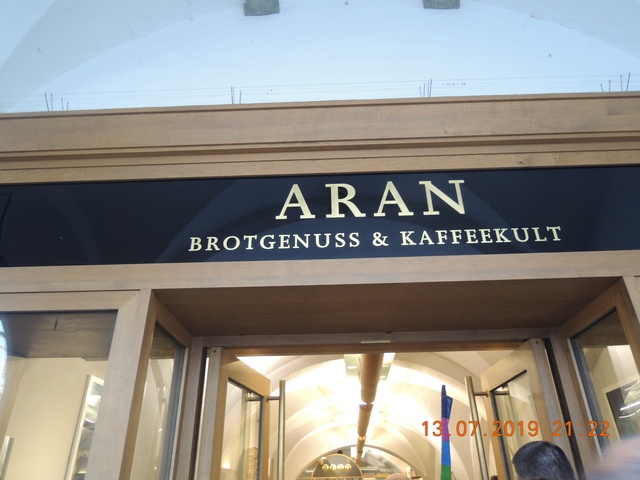 ARAN
BROTGENUSS & KAFFEEKULT
13.07.2019 21:22